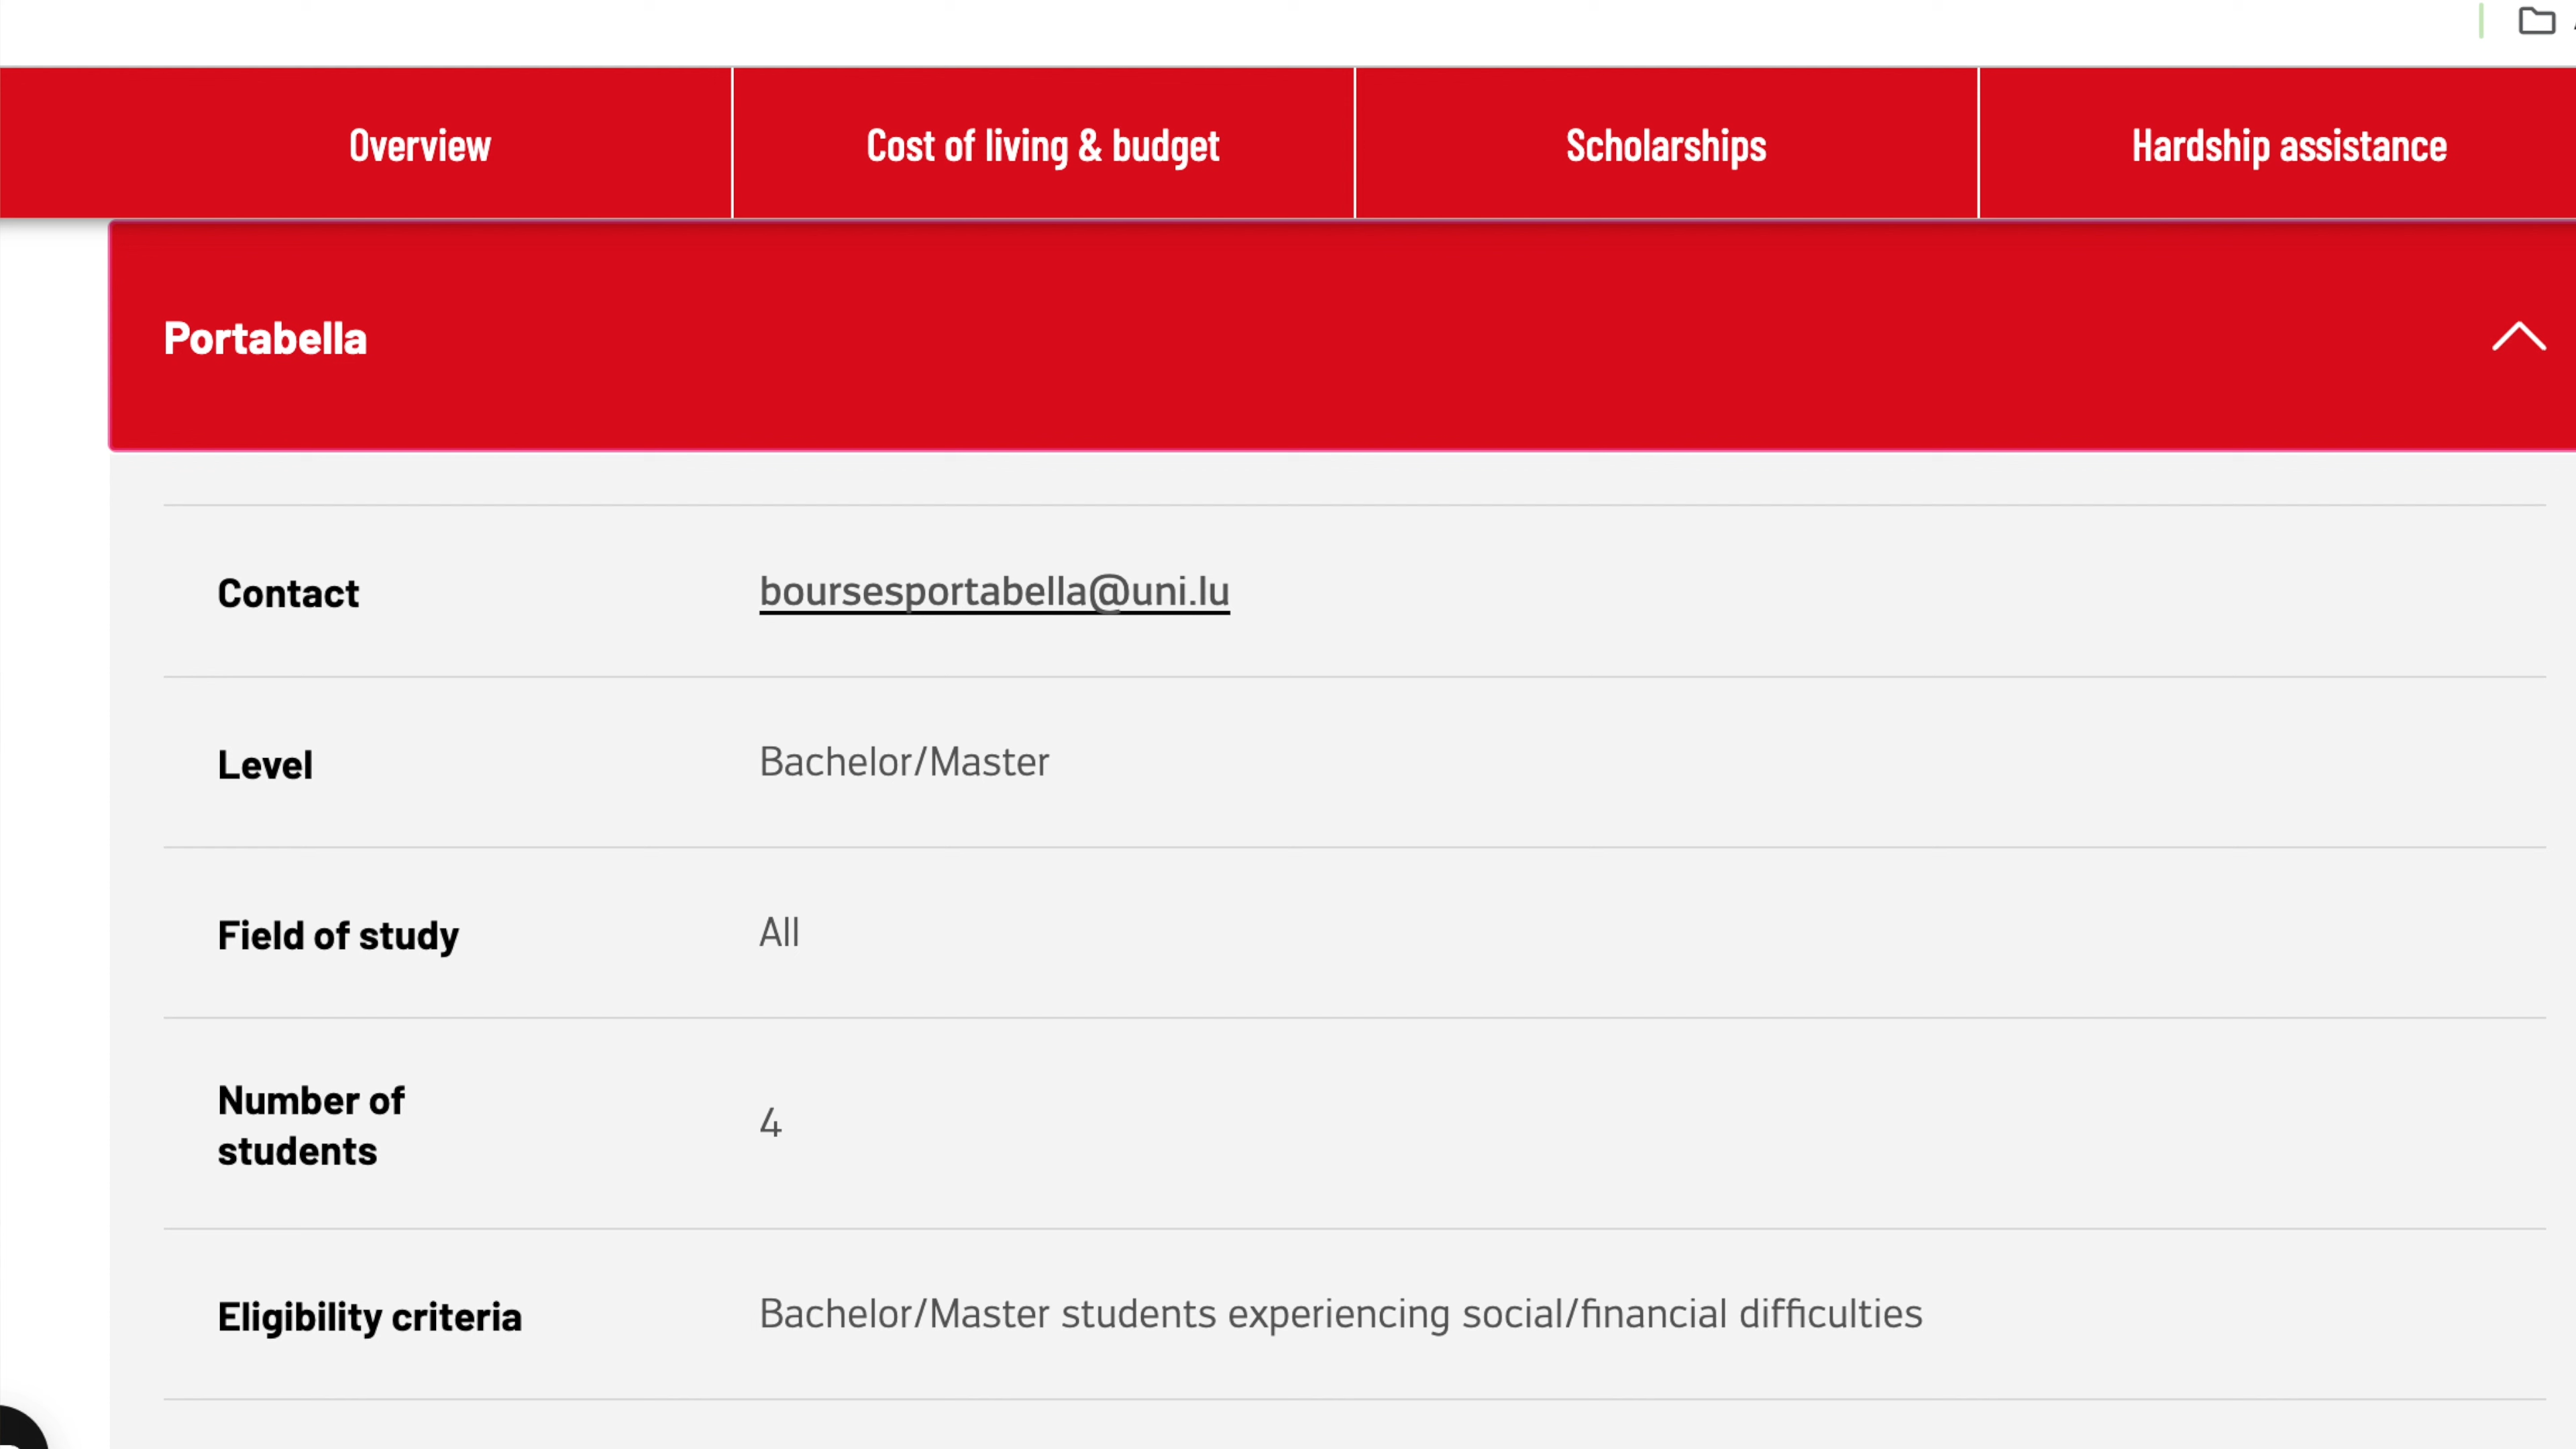 Overview
Cost of living & budget
Scholarships
Hardship assistance
Portabella
Contact
boursesportabella@uni.lu
Level
Bachelor/Master
Field of study
All
Number of
students
4
Eligibility criteria
Bachelor/Master students experiencing social/financial difficulties